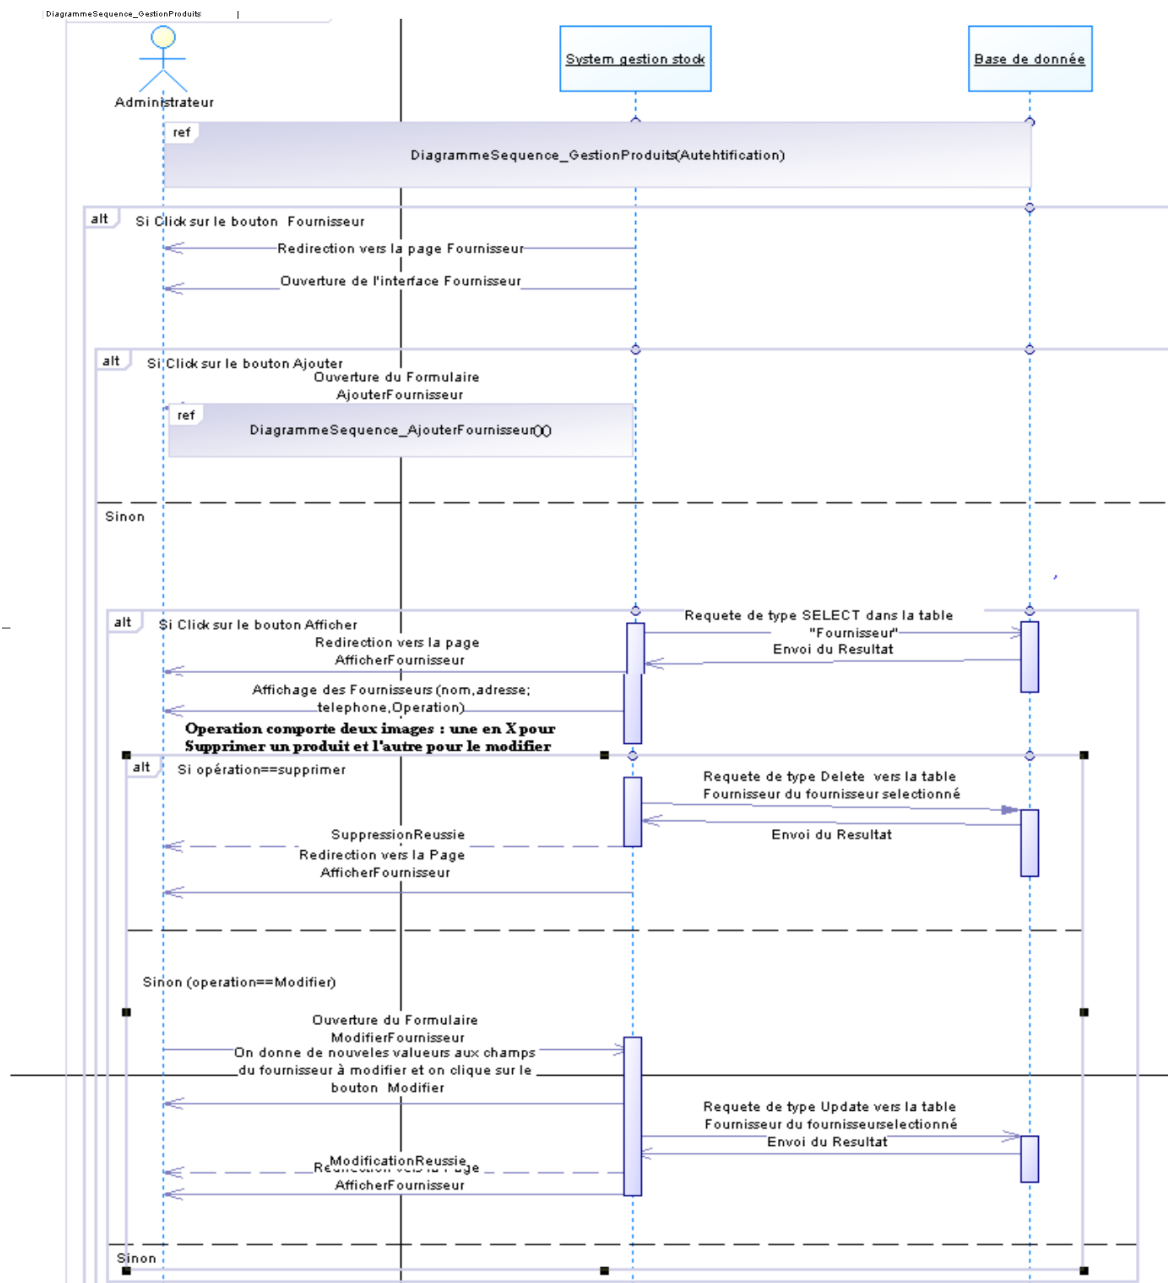 DiagrammeSequence_GestionProduits
System gestion stock
Base de donnée
Administrateur
ref
DiagrammeSequence_GestionProduits(Autehtification)
alt
Si Click sur le bouton Fournisseur
Redirection vers la page Fournisseur
Ouverture de l'interface Fournisseur
alt
Si Click sur le bouton Ajouter
Ouverture du Formulaire
AjouterFournisseur
ref
DiagrammeSequence_AjouterFournisseur()()
Sinon
alt
Si Click sur le bouton Afficher
Requete de type SELECT dans la table
"Fournisseur"
Redirection vers la page
AfficherFournisseur
Envoi du Resultat
Affichage des Fournisseurs (nom,adresse;
telephone,Operation)
Operation comporte deux images : une en X pour
Supprimer un produit et l'autre pour le modifier
alt
Si opération==supprimer
Requete de type Delete vers la table
Fournisseur du fournisseur selectionné
SuppressionReussie
Envoi du Resultat
Redirection vers la Page
AfficherFournisseur
Sinon (operation==Modifier)
Ouverture du Formulaire
ModifierFournisseur
On donne de nouveles valueurs aux champs
du fournisseur à modifier et on clique sur le
bouton Modifier
Requete de type Update vers la table
Fournisseur du fournisseurselectionné
Envoi du Resultat
ModificationReussie
AfficherFournisseur
Sinon